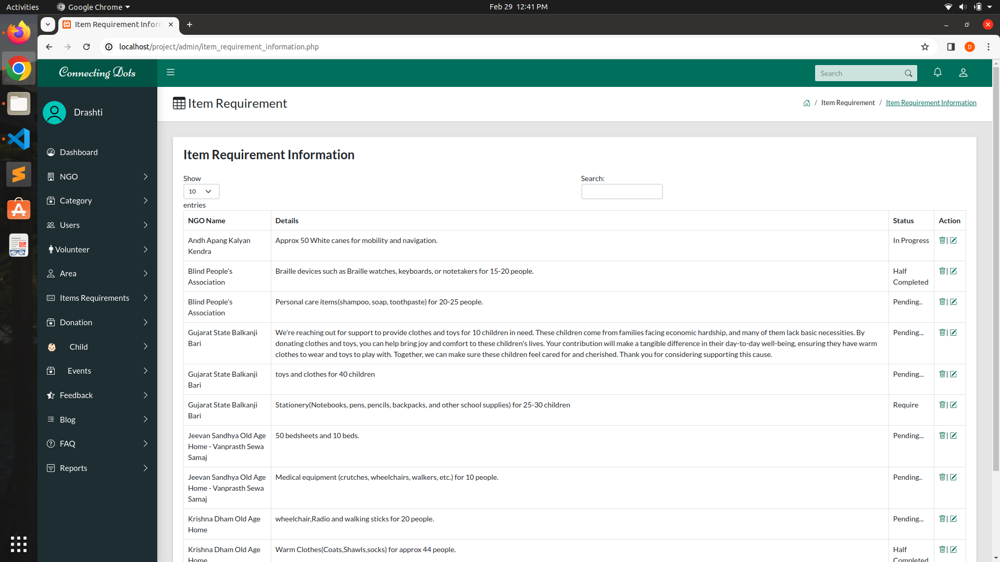 Activities
Google Chrome
Feb 29 12:41 PM
Item Requirement Inforn
localhost/project/admin/item_requirement_information.php
D
Connecting Dots
Search
Drashti
Item Requirement
/ Item Requirement / Item Requirement Information
Dashboard
NGO
Category
Users
Volunteer
Area
Items Requirements
Donation
Child
Events
Feedback
Blog
FAQ
Reports
Item Requirement Information
Show
10
entries
Search:
NGO Name Details Status Action
Andh Apang Kalyan
Kendra
Approx 50 White canes for mobility and navigation.
In Progress
|
Blind People's
Association
Braille devices such as Braille watches, keyboards, or notetakers for 15-20 people.
Half
Completed
|
Blind People's
Association
Personal care items(shampoo, soap, toothpaste) for 20-25 people.
Pending..
|
Gujarat State Balkanji
Bari
We're reaching out for support to provide clothes and toys for 10 children in need. These children come from families facing economic hardship, and many of them lack basic necessities. By
donating clothes and toys, you can help bring joy and comfort to these children's lives. Your contribution will make a tangible difference in their day-to-day well-being, ensuring they have warm
clothes to wear and toys to play with. Together, we can make sure these children feel cared for and cherished. Thank you for considering supporting this cause.
Pending...
|
Gujarat State Balkanji
Bari
toys and clothes for 40 children
Pending...
|
Gujarat State Balkanji
Bari
Stationery(Notebooks, pens, pencils, backpacks, and other school supplies) for 25-30 children
Require
|
Jeevan Sandhya Old Age
Home - Vanprasth Sewa
Samaj
50 bedsheets and 10 beds.
Pending...
|
Jeevan Sandhya Old Age
Home - Vanprasth Sewa
Samaj
Medical equipment (crutches, wheelchairs, walkers, etc.) for 10 people.
Pending..
|
Krishna Dham Old Age
Home
wheelchair,Radio and walking sticks for 20 people.
Pending...
|
Krishna Dham Old Age
Home
Warm Clothes(Coats,Shawls,socks) for approx 44 people.
Half
Completed
|